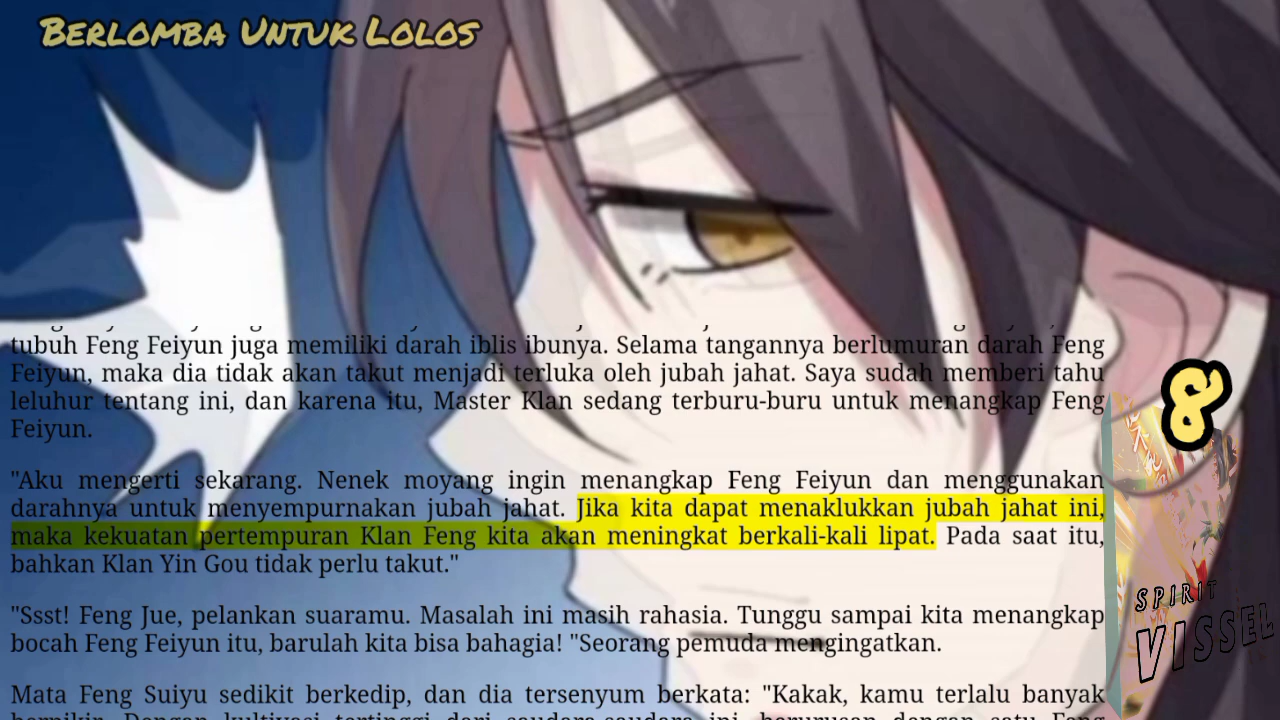 Berlomba Untuk Lolos
tubuh Feng Feiyun juga memiliki darah iblis ibunya. Selama tangannya berlumuran darah Feng
Feiyun, maka dia tidak akan takut menjadi terluka oleh jubah jahat. Saya sudah memberi tahu
leluhur tentang ini, dan karena itu, Master Klan sedang terburu-buru untuk menangkap Feng
Feiyun.
"Aku mengerti sekarang. Nenek moyang ingin menangkap Feng Feiyun dan menggunakan
darahnya untuk menyempurnakan jubah jahat. Jika kita dapat menaklukkan jubah jahat ini,
maka kekuatan pertempuran Klan Feng kita akan meningkat berkali-kali lipat. Pada saat itu,
bahkan Klan Yin Gou tidak perlu takut."
"Ssst! Feng Jue, pelankan suaramu. Masalah ini masih rahasia. Tunggu sampai kita menangkap
bocah Feng Feiyun itu, barulah kita bisa bahagia! "Seorang pemuda mengingatkan.
Mata Feng Suiyu sedikit berkedip, dan dia tersenyum berkata: "Kakak, kamu terlalu banyak
8
SPIRIT
VISSEL